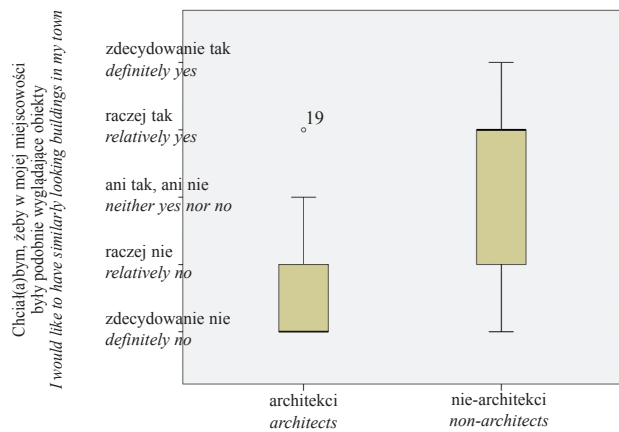 Chciał(a)bym, żeby w mojej miejscowości
były podobnie wyglądające obiekty
I would like to have similarly looking buildings in my town
zdecydowanie tak
definitely yes
raczej tak
relatively yes
ani tak, ani nie
neither yes nor no
raczej nie
relatively no
zdecydowanie nie
definitely no
19
architekci
architects
nie-architekci
non-architects